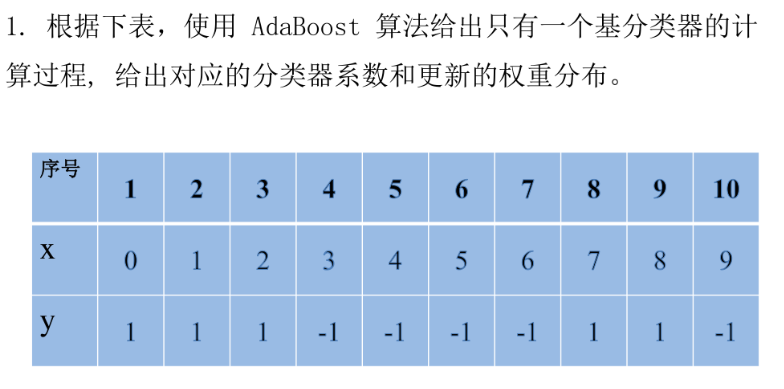 1. 根据下表，使用 AdaBoost 算法给出只有一个基分类器的计
算过程, 给出对应的分类器系数和更新的权重分布。
序号 1 2 3 4 5 6 7 8 9 10
x 0 1 2 3 4 5 6 7 8 9
y 1 1 1 -1 -1 -1 -1 1 1 -1